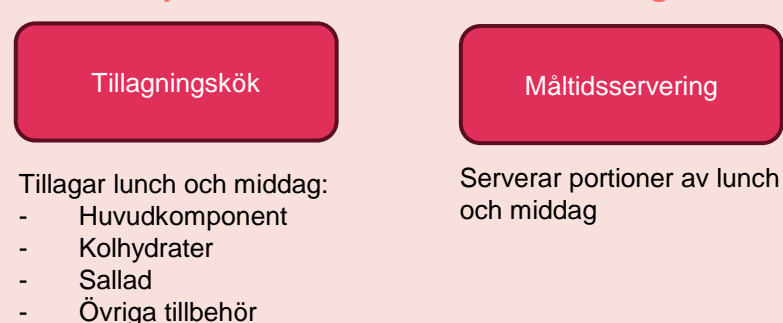 Tillagningskök
Tillagar lunch och middag:
- Huvudkomponent
- Kolhydrater
- Sallad
- Övriga tillbehör
Måltidsservering
Serverar portioner av lunch
och middag